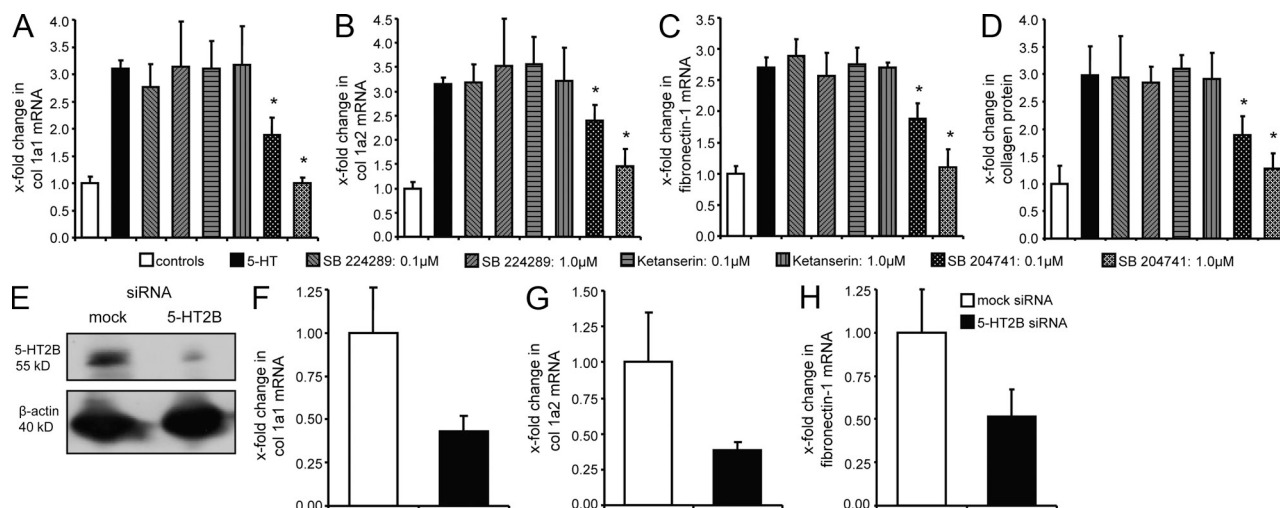 A
x-fold change in
col 1a1 mRNA
4.0
3.5
3.0
2.5
2.0
1.5
1.0
0.5
0.0
*
*
B
x-fold change in
col 1a2 mRNA
4.5
4.0
3.5
3.0
2.5
2.0
1.5
1.0
0.5
0.0
*
*
C
x-fold change in
fibronectin-1 mRNA
3.5
3.0
2.5
2.0
1.5
1.0
0.5
0.0
*
*
D
x-fold change in
collagen protein
4.0
3.5
3.0
2.5
2.0
1.5
1.0
0.5
0.0
*
*
controls 5-HT SB 224289: 0.1µM SB 224289: 1.0µM Ketanserin: 0.1µM Ketanserin: 1.0µM SB 204741: 0.1µM SB 204741: 1.0µM
E
siRNA
mock 5-HT2B
5-HT2B
55 kD
β-actin
40 kD
F
x-fold change in
col 1a1 mRNA
1.25
1.00
0.75
0.50
0.25
0.00
G
x-fold change in
col 1a2 mRNA
1.50
1.25
1.00
0.75
0.50
0.25
0.00
H
x-fold change in
fibronectin-1 mRNA
1.25
1.00
0.75
0.50
0.25
0.00
mock siRNA
5-HT2B siRNA